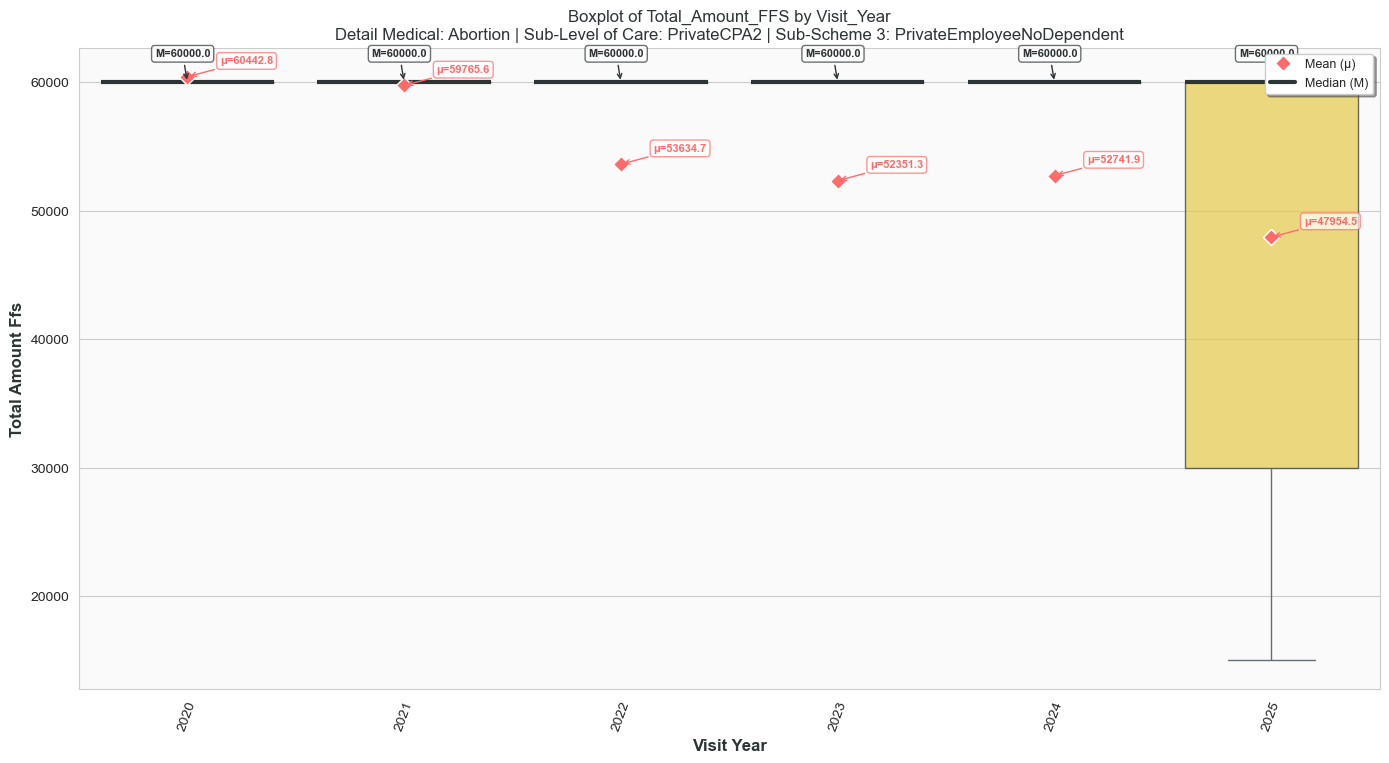 Boxplot of Total_Amount_FFS by Visit_Year
Detail Medical: Abortion | Sub-Level of Care: PrivateCPA2 | Sub-Scheme 3: PrivateEmployeeNoDependent
M=60000.0
M=60000.0
M=60000.0
M=60000.0
M=60000.0
M=60000.0
μ=60442.8
μ=59765.6
μ=53634.7
μ=52351.3
μ=52741.9
μ=47954.5
Mean (μ)
Median (M)
Total Amount Ffs
60000
50000
40000
30000
20000
2020
2021
2022
2023
2024
2025
Visit Year